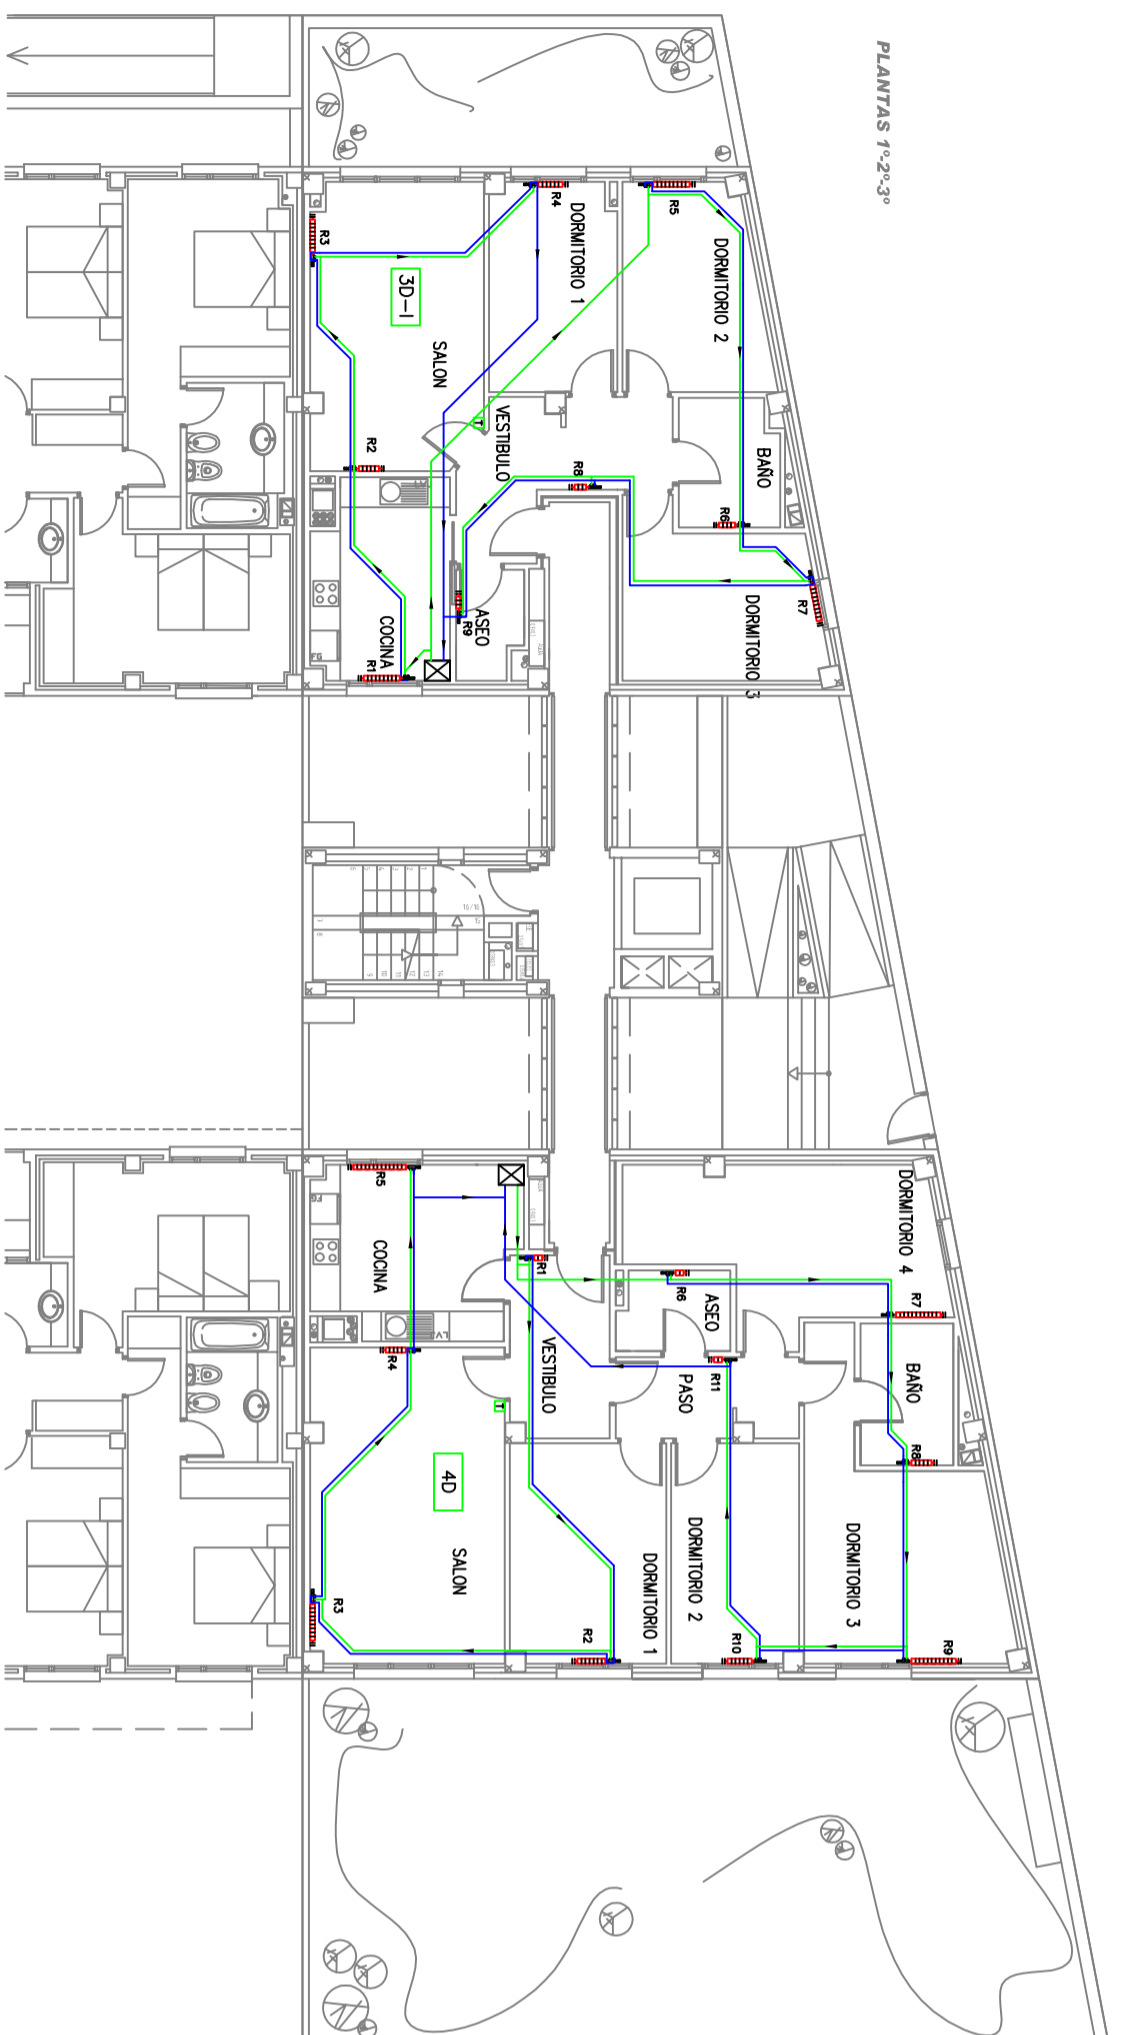 PLANTAS 1º-2º-3º
R4
R5
DORMITORIO 1
DORMITORIO 2
R3
3D-I
SALON
VESTIBULO
T
R2
R8
BAÑO
R6
R7
DORMITORIO 3
ASEO
R9
COCINA
R1
FG
DORMITORIO 4
R5
COCINA
FG
R1
R6
ASEO
R7
R4
VESTIBULO
R11
PASO
BAÑO
T
R8
4D
SALON
DORMITORIO 1
DORMITORIO 2
DORMITORIO 3
R3
R2
R10
R9